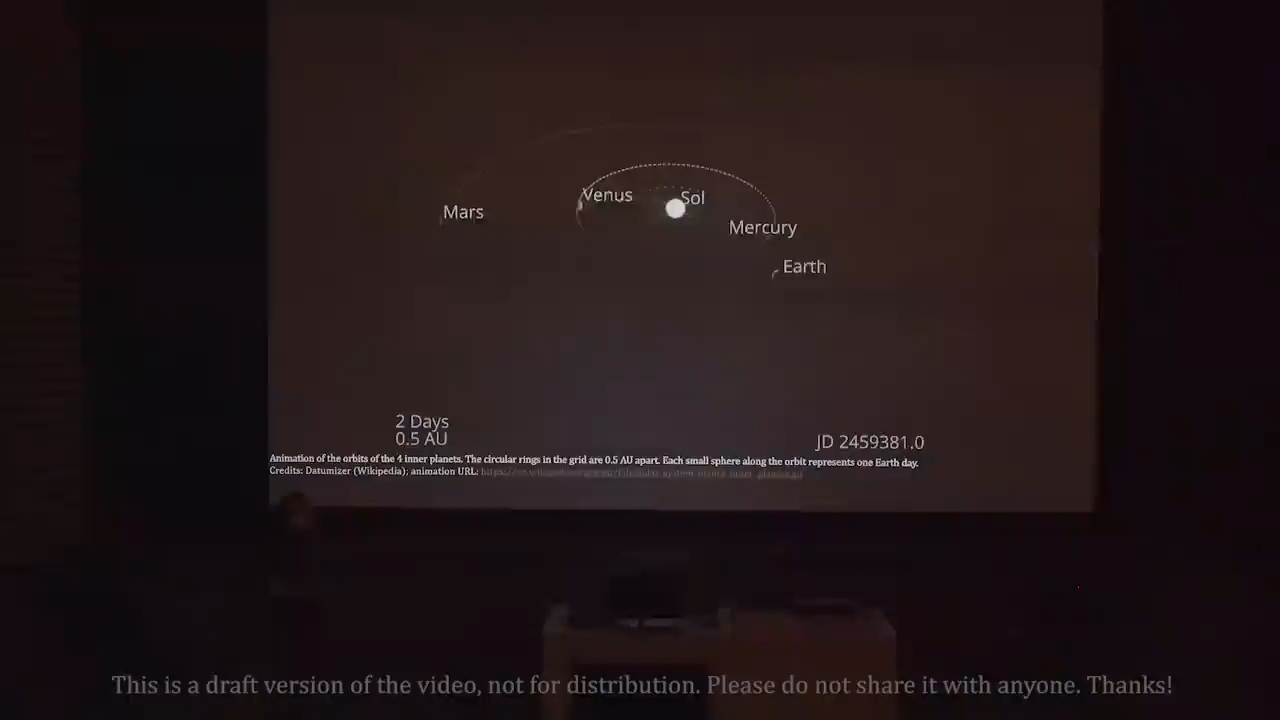 Venus
Sol
Mars
Mercury
Earth
2 Days
0.5 AU
JD 2459381.0
Animation of the orbits of the 4 inner planets. The circular rings in the grid are 0.5 AU apart. Each small sphere along the orbit represents one Earth day.
Credits: Datumizer (Wikipedia); animation URL:
This is a draft version of the video, not for distribution. Please do not share it with anyone. Thanks!